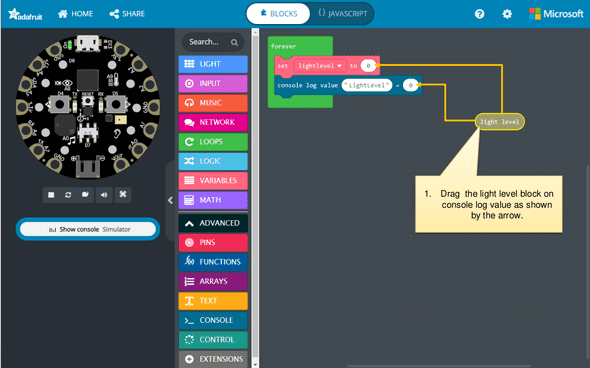 adafruit HOME SHARE BLOCKS {} JAVASCRIPT ? Microsoft
Search...
LIGHT
INPUT
MUSIC
NETWORK
LOOPS
LOGIC
VARIABLES
MATH
ADVANCED
PINS
FUNCTIONS
ARRAYS
TEXT
CONSOLE
CONTROL
EXTENSIONS
Show console Simulator
forever
set lightlevel to 0
console log value "LightLevel" = 0
light level
1. Drag the light level block on
console log value as shown
by the arrow.